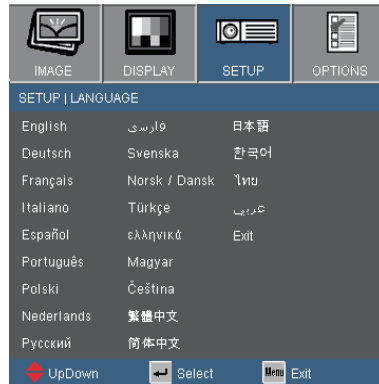 IMAGE DISPLAY SETUP OPTIONS
SETUP | LANGUAGE
English فارسی 日本語
Deutsch Svenska 한국어
Français Norsk / Dansk ไทย
Italiano Türkçe عربي
Español ελληνικά Exit
Português Magyar
Polski Čeština
Nederlands 繁體中文
Русский 简体中文
UpDown Select Menu Exit